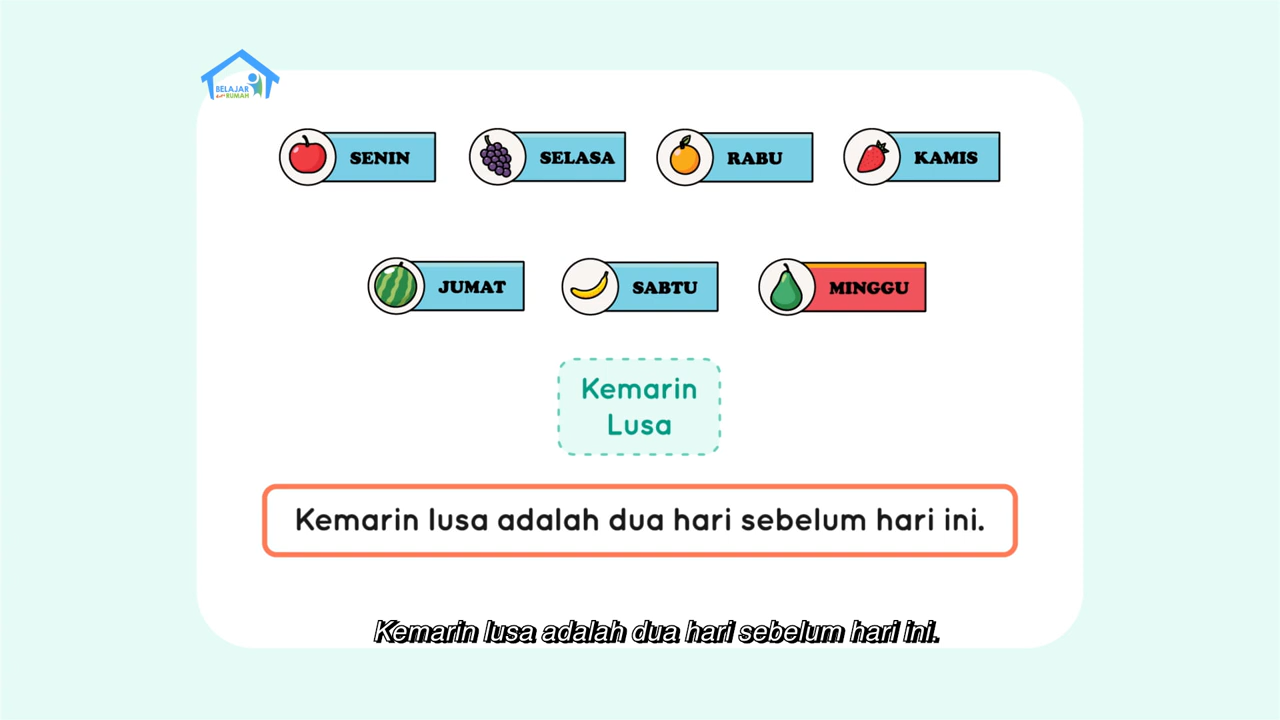 BELAJAR
dari RUMAH
SENIN
SELASA
RABU
KAMIS
JUMAT
SABTU
MINGGU
Kemarin
Lusa
Kemarin lusa adalah dua hari sebelum hari ini.
Kemarin lusa adalah dua hari sebelum hari ini.